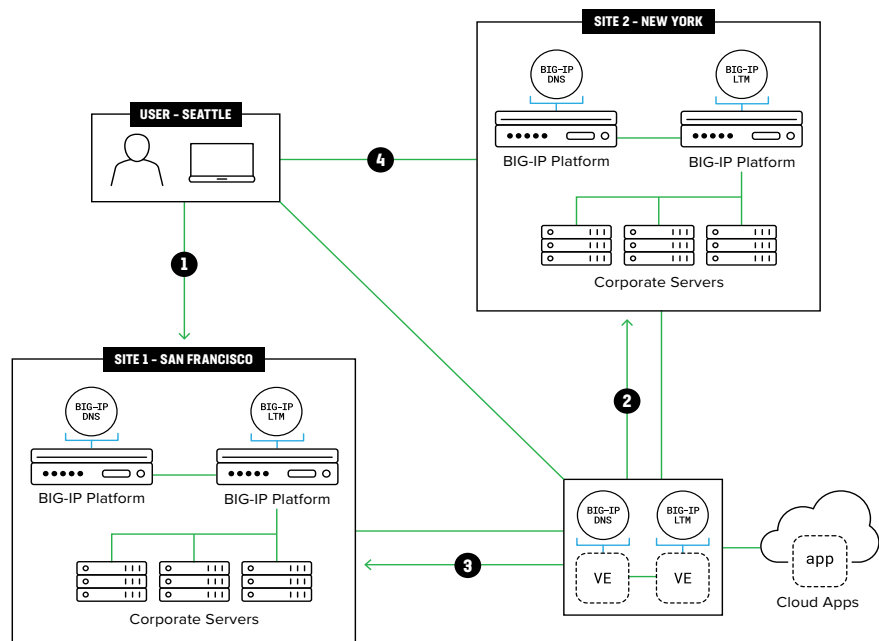 SITE 2 - NEW YORK
BIG-IP
DNS
BIG-IP
LTM
BIG-IP Platform
BIG-IP Platform
Corporate Servers
USER - SEATTLE
4
1
SITE 1 - SAN FRANCISCO
BIG-IP
DNS
BIG-IP
LTM
BIG-IP Platform
BIG-IP Platform
Corporate Servers
2
3
BIG-IP
DNS
BIG-IP
LTM
VE
VE
app
Cloud Apps